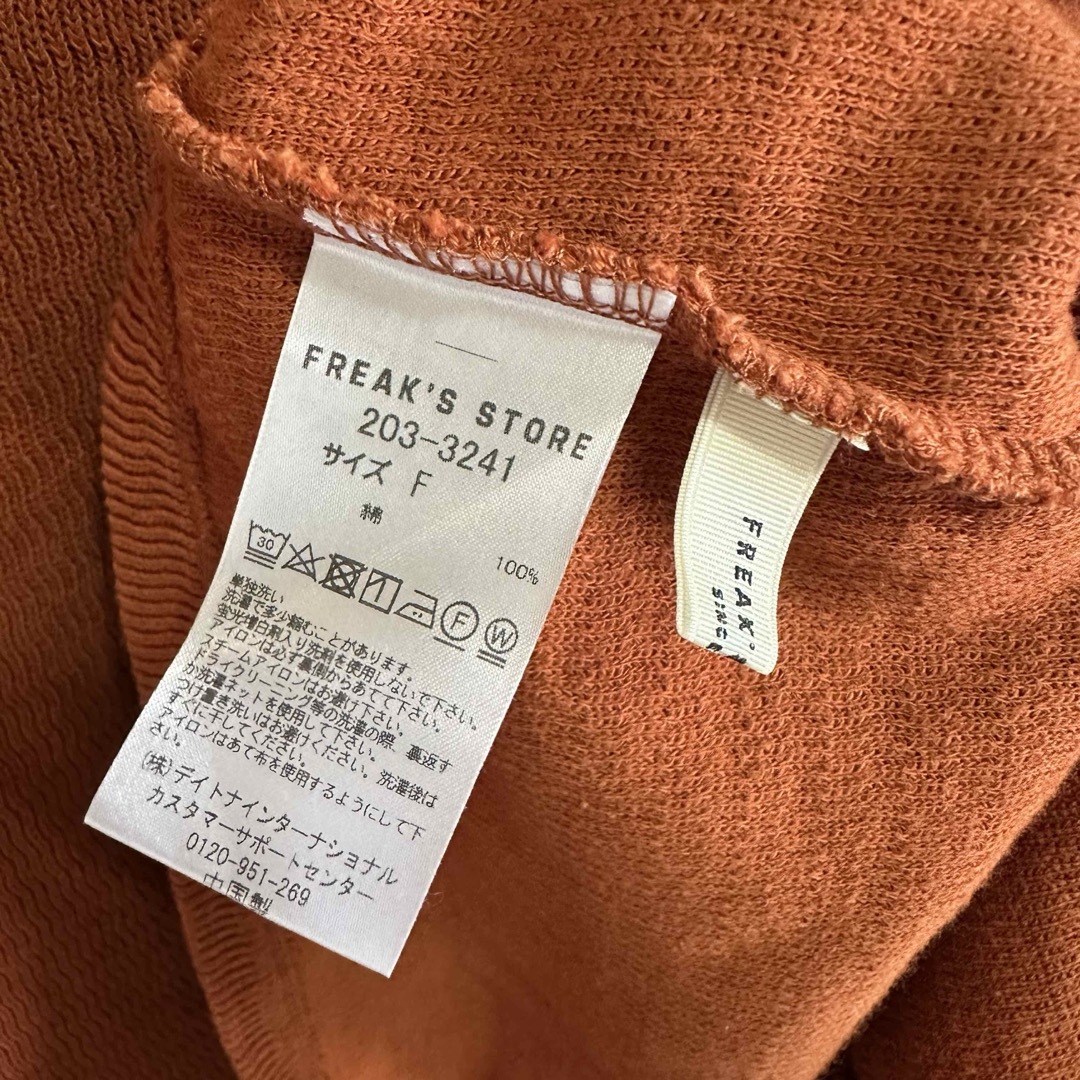 FREAK'S STORE
203-3241
サイズ F
綿 100%
30
F
W
単独洗い
洗濯で多少縮むことがあります。
蛍光増白剤入り洗剤を使用しないで下さい。
アイロンは必ず裏側からあてて下さい。
スチームアイロンはお避け下さい。
ドライクリーニング等の洗濯の際、裏返す
か洗濯ネットを使用して下さい。
つけ置き洗いはお避けください。洗濯後は
すぐに干してください。
アイロンはあて布を使用するようにして下
さい。
(株)デイトナインターナショナル
カスタマーサポートセンター
0120-951-269
中国製
FREAK'
SINC